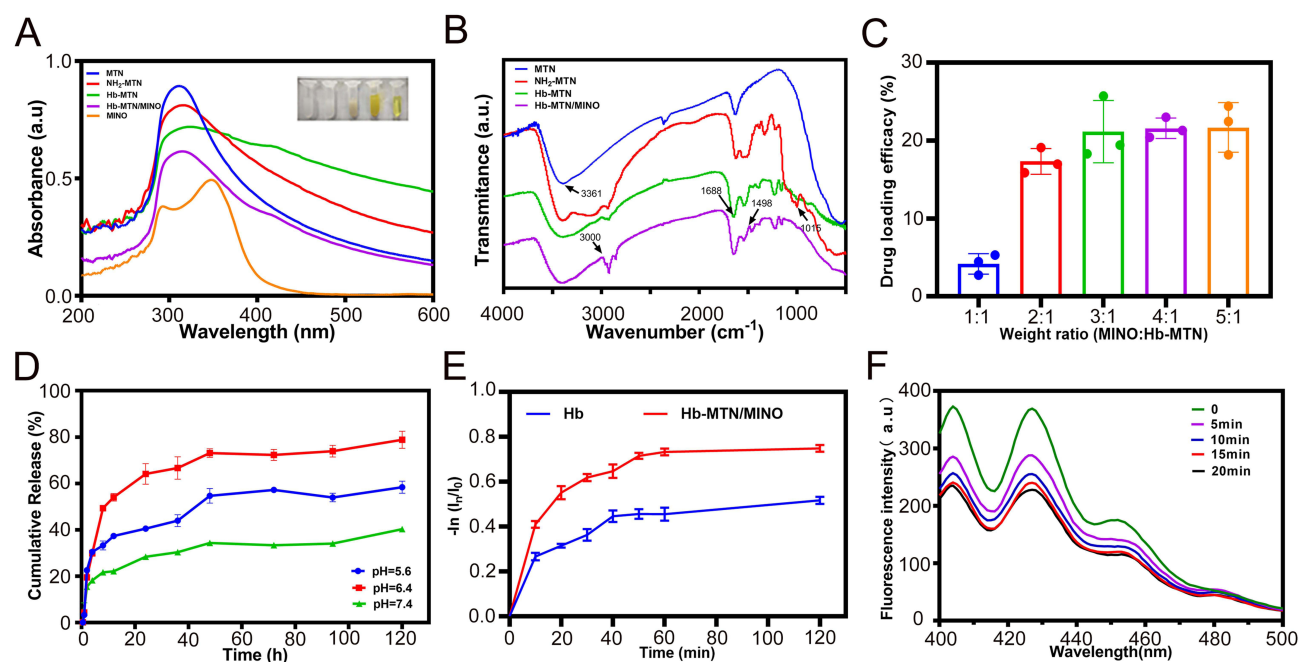 A
Absorbance (a.u)
1.0
0.5
0.0
MTN
NH₂-MTN
Hb-MTN
Hb-MTN/MINO
MINO
200 300 400 500 600
Wavelength (nm)
B
Transmitance (a.u.)
MTN
NH₂-MTN
Hb-MTN
Hb-MTN/MINO
3361
3000
1688
1498
1015
4000 3000 2000 1000
Wavenumber (cm⁻¹)
C
Drug loading efficacy (%)
30
20
10
0
1:1 2:1 3:1 4:1 5:1
Weight ratio (MINO:Hb-MTN)
D
Cumulative Release (%)
100
80
60
40
20
0
pH=5.6
pH=6.4
pH=7.4
0 20 40 60 80 100 120
Time (h)
E
-In (Iₙ/I₀)
1.0
0.8
0.6
0.4
0.2
0.0
Hb Hb-MTN/MINO
0 20 40 60 80 100 120
Time (min)
F
Fluorescence intensity（ a.u）
400
300
200
100
0
0
5min
10min
15min
20min
400 420 440 460 480 500
Wavelength(nm)